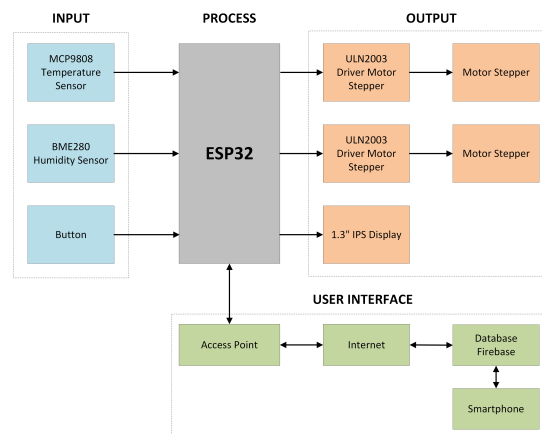 INPUT
PROCESS
OUTPUT
MCP9808
Temperature
Sensor
BME280
Humidity Sensor
Button
ESP32
ULN2003
Driver Motor
Stepper
Motor Stepper
ULN2003
Driver Motor
Stepper
Motor Stepper
1.3" IPS Display
USER INTERFACE
Access Point
Internet
Database
Firebase
Smartphone